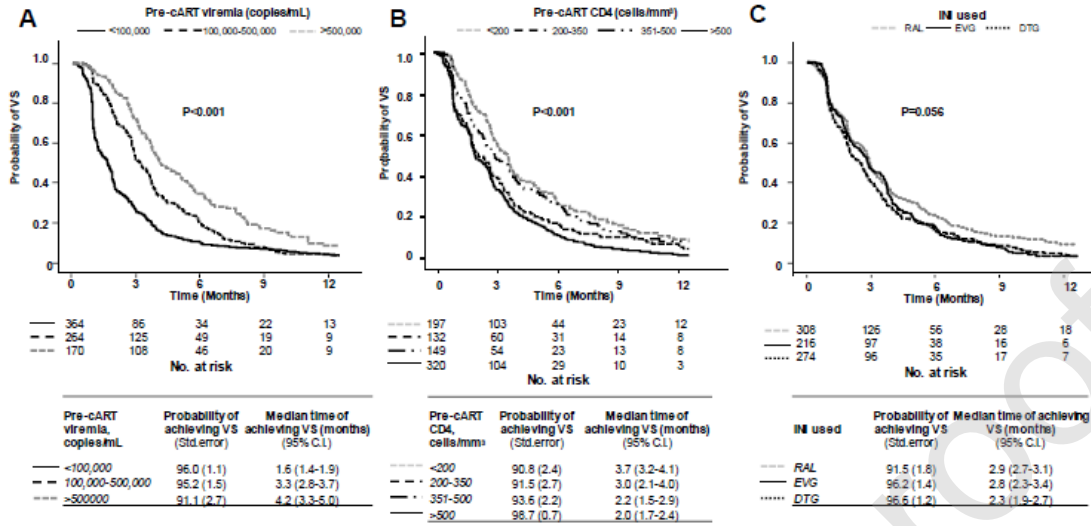 A
Pre-cART viremia (copies/mL)
<100,000 100,000-500,000 >500,000
Probability of VS
1.0
0.8
0.6
0.4
0.2
0
P<0.001
0 3 6 9 12
Time (Months)
364 86 34 22 13
264 125 49 19 9
170 108 46 20 9
No. at risk
Pre-cART viremia, copies/mL
Probability of achieving VS (Std.error)
Median time of achieving VS (months) (95% C.I.)
<100,000 96.0 (1.1) 1.6 (1.4-1.9)
100,000-500,000 95.2 (1.5) 3.3 (2.8-3.7)
>500000 91.1 (2.7) 4.2 (3.3-5.0)
B
Pre-cART CD4 (cells/mm³)
<200 200-350 351-500 >500
Probability of VS
1.0
0.8
0.6
0.4
0.2
0
P<0.001
0 3 6 9 12
Time (Months)
197 103 44 23 12
132 60 31 14 8
149 54 23 13 8
320 104 29 10 3
No. at risk
Pre-cART CD4, cells/mm³
Probability of achieving VS (Std.error)
Median time of achieving VS (months) (95% C.I.)
<200 90.8 (2.4) 3.7 (3.2-4.1)
200-350 91.5 (2.7) 3.0 (2.1-4.0)
351-500 93.6 (2.2) 2.2 (1.5-2.9)
>500 98.7 (0.7) 2.0 (1.7-2.4)
C
INI used
RAL EVG DTG
Probability of VS
1.0
0.8
0.6
0.4
0.2
0
P=0.056
0 3 6 9 12
Time (Months)
308 126 56 28 18
216 97 38 16 6
274 96 35 17 7
No. at risk
INI used
Probability of achieving VS (Std.error)
Median time of achieving VS (months) (95% C.I.)
RAL 91.5 (1.8) 2.9 (2.7-3.1)
EVG 96.2 (1.4) 2.8 (2.3-3.4)
DTG 96.6 (1.2) 2.3 (1.9-2.7)